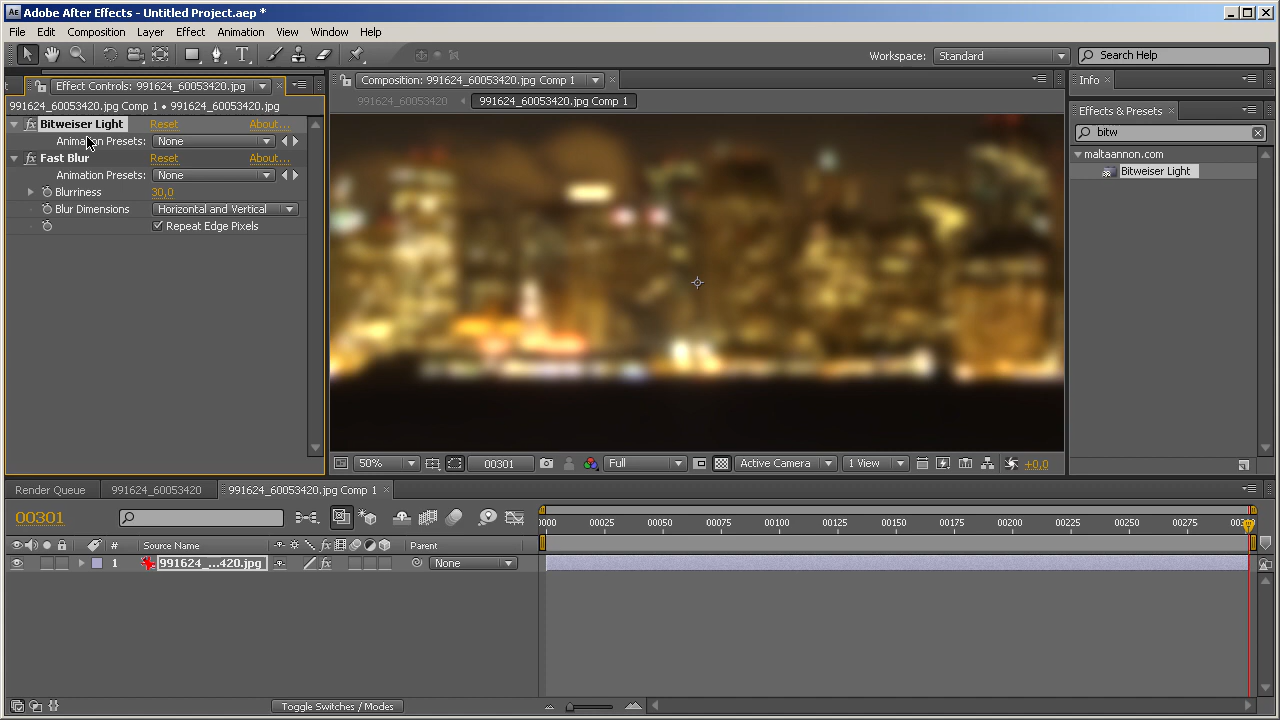 Adobe After Effects - Untitled Project.aep *
File Edit Composition Layer Effect Animation View Window Help
Workspace: Standard Search Help
Effect Controls: 991624_60053420.jpg
991624_60053420.jpg Comp 1 • 991624_60053420.jpg
Bitweiser Light Reset About...
Animation Presets: None
Fast Blur Reset About...
Animation Presets: None
Blurriness 30,0
Blur Dimensions Horizontal and Vertical
Repeat Edge Pixels
Composition: 991624_60053420.jpg Comp 1
991624_60053420 991624_60053420.jpg Comp 1
50% 00301 Full Active Camera 1 View +0,0
Info
Effects & Presets
bitw
maltaannon.com
Bitweiser Light
Render Queue 991624_60053420 991624_60053420.jpg Comp 1
00301
0000 00025 00050 00075 00100 00125 00150 00175 00200 00225 00250 00275
# Source Name Parent
1 991624_...420.jpg None
Toggle Switches / Modes